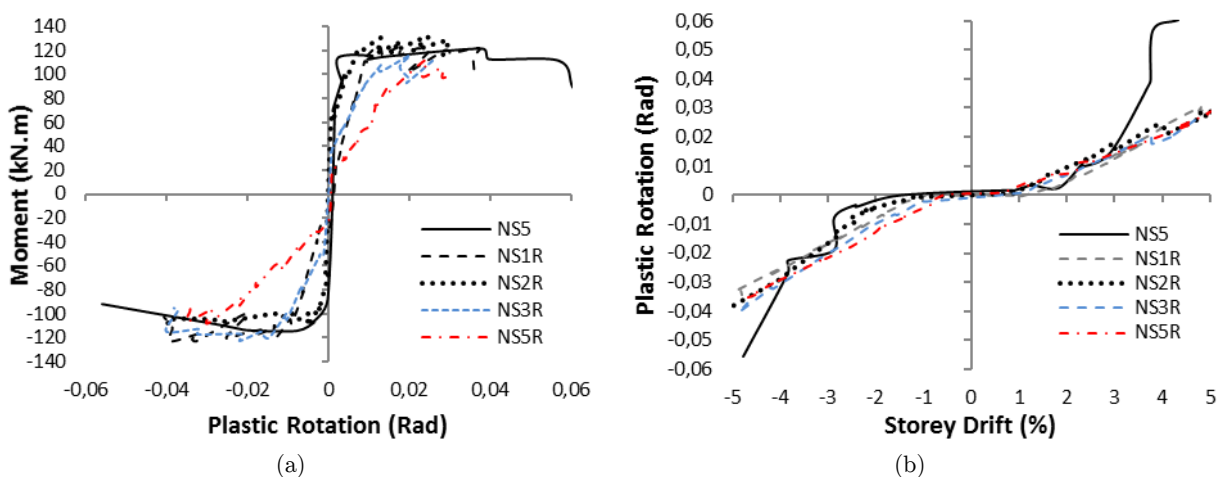 140
120
100
80
60
40
20
0
-20
-40
-60
-80
-100
-120
-140
Moment (kN.m)
-0,06 -0,04 -0,02 0 0,02 0,04 0,06
Plastic Rotation (Rad)
NS5
NS1R
NS2R
NS3R
NS5R
(a)
0,06
0,05
0,04
0,03
0,02
0,01
0
-0,01
-0,02
-0,03
-0,04
-0,05
-0,06
Plastic Rotation (Rad)
-5 -4 -3 -2 -1 0 1 2 3 4 5
Storey Drift (%)
NS5
NS1R
NS2R
NS3R
NS5R
(b)